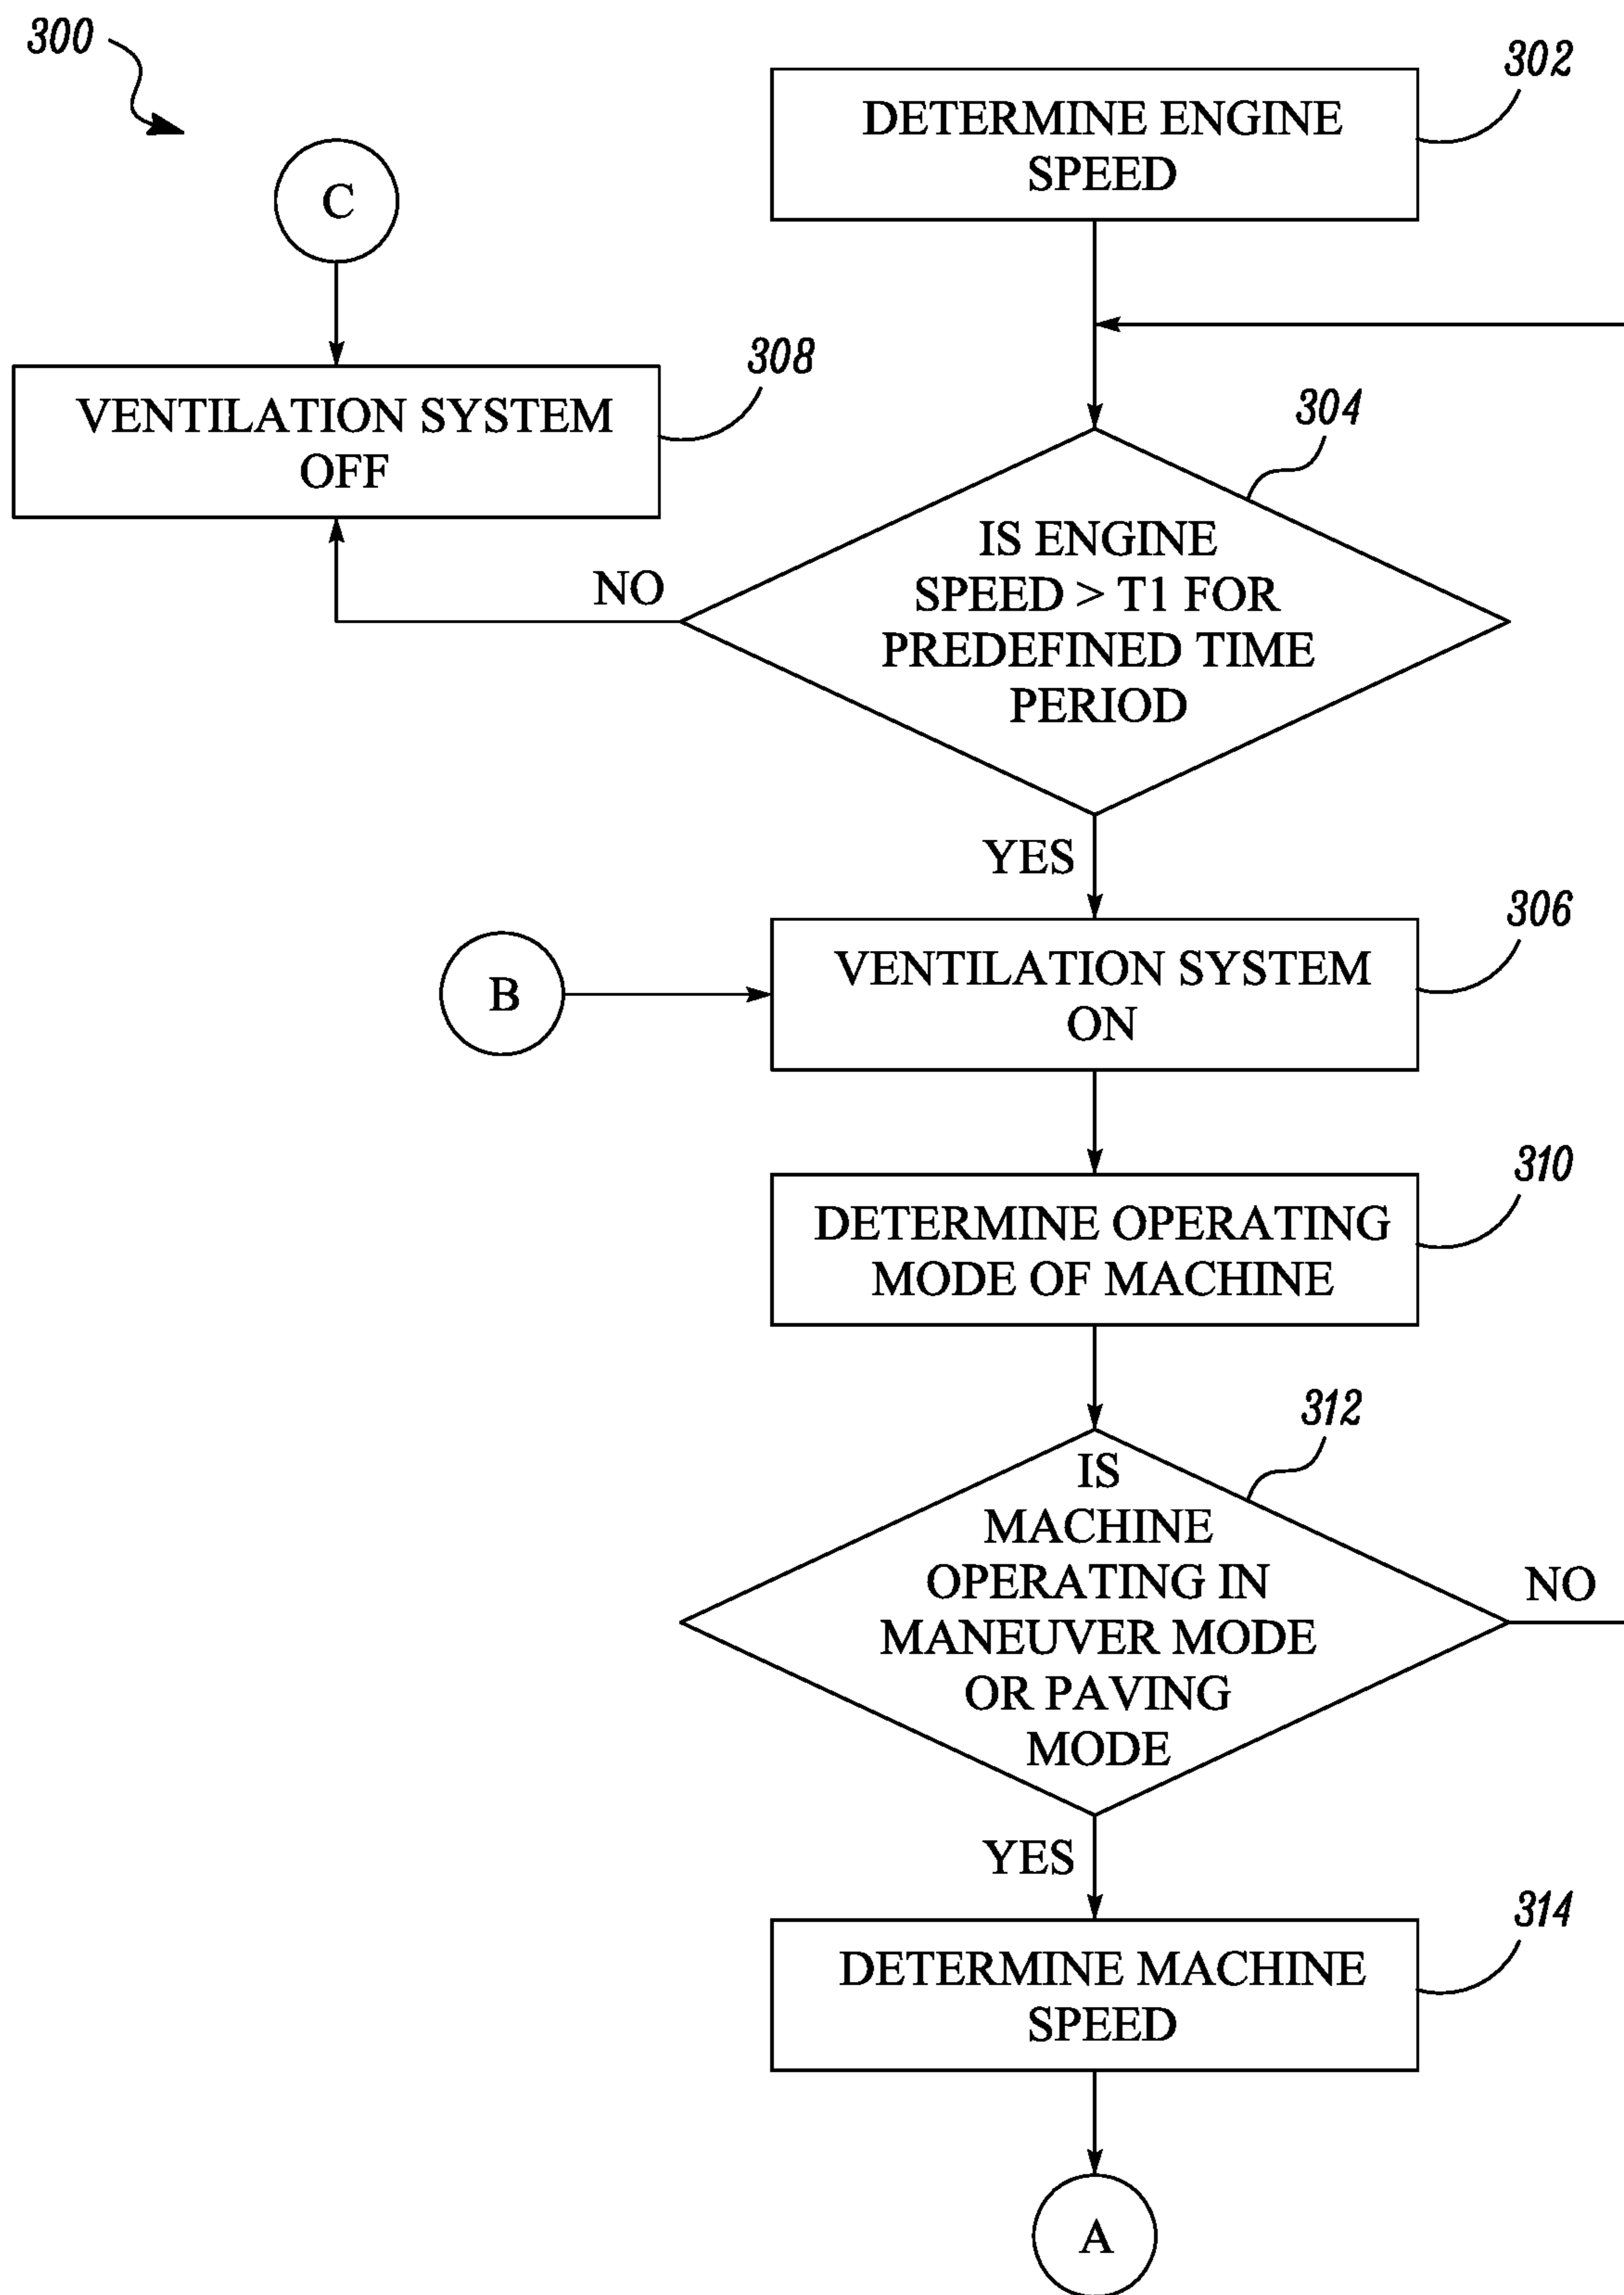 300
302
DETERMINE ENGINE
SPEED
C
308
VENTILATION SYSTEM
OFF
304
IS ENGINE
SPEED > T1 FOR
PREDEFINED TIME
PERIOD
NO
YES
306
B
VENTILATION SYSTEM
ON
310
DETERMINE OPERATING
MODE OF MACHINE
312
IS
MACHINE
OPERATING IN
MANEUVER MODE
OR PAVING
MODE
NO
YES
314
DETERMINE MACHINE
SPEED
A